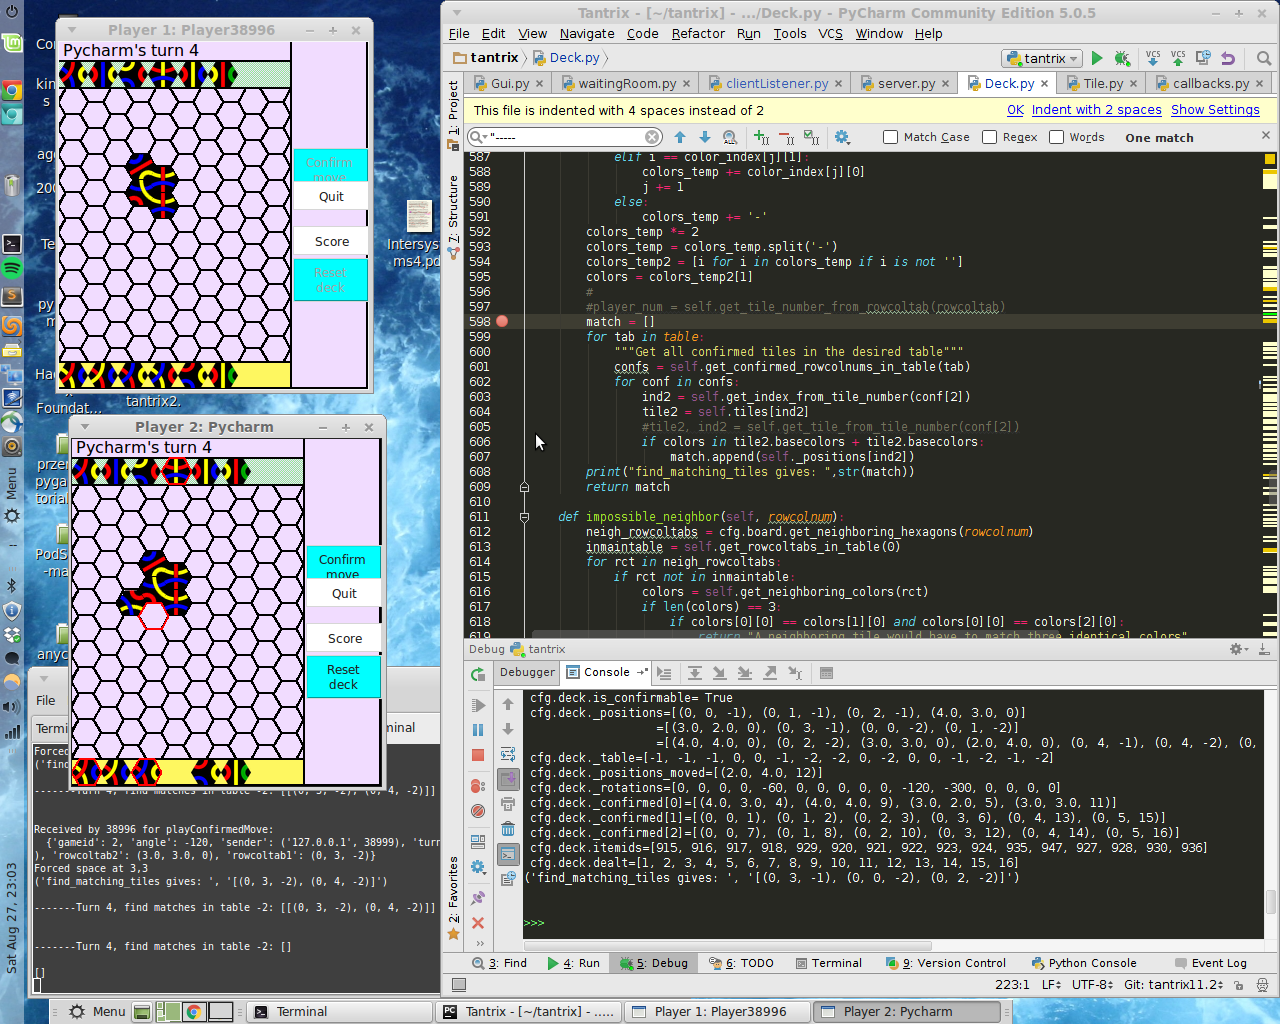 Player 1: Player38996
Pycharm's turn 4
Confirm
move
Quit
Score
Reset
deck
Player 2: Pycharm
Pycharm's turn 4
Confirm
move
Quit
Score
Reset
deck
Intersys
ms4.pd
tantrix2.
Foundat...
Menu
Sat Aug 27, 23:03
File
-------Turn 4, find matches in table -2: [[(0, 3, -2), (0, 4, -2)]]
Received by 38996 for playConfirmedMove:
{'gameid': 2, 'angle': -120, 'sender': ('127.0.0.1', 38999), 'turn
), 'rowcoltab2': (3.0, 3.0, 0), 'rowcoltab1': (0, 3, -2)}
Forced space at 3,3
('find_matching_tiles gives: ', '[(0, 3, -2), (0, 4, -2)]')
-------Turn 4, find matches in table -2: [[(0, 3, -2), (0, 4, -2)]]
-------Turn 4, find matches in table -2: []
[]
Tantrix - [~/tantrix] - .../Deck.py - PyCharm Community Edition 5.0.5
File Edit View Navigate Code Refactor Run Tools VCS Window Help
tantrix Deck.py tantrix VCS VCS
Gui.py waitingRoom.py clientListener.py server.py Deck.py Tile.py callbacks.py
This file is indented with 4 spaces instead of 2 OK Indent with 2 spaces Show Settings
"----- Match Case Regex Words One match
1: Project
7: Structure
2: Favorites
587 elif i == color_index[j][1]:
588 colors_temp += color_index[j][0]
589 j += 1
590 else:
591 colors_temp += '-'
592 colors_temp *= 2
593 colors_temp = colors_temp.split('-')
594 colors_temp2 = [i for i in colors_temp if i is not '']
595 colors = colors_temp2[1]
596 #
597 #player_num = self.get_tile_number_from_rowcoltab(rowcoltab)
598 match = []
599 for tab in table:
600 """Get all confirmed tiles in the desired table"""
601 confs = self.get_confirmed_rowcolnums_in_table(tab)
602 for conf in confs:
603 ind2 = self.get_index_from_tile_number(conf[2])
604 tile2 = self.tiles[ind2]
605 #tile2, ind2 = self.get_tile_from_tile_number(conf[2])
606 if colors in tile2.basecolors + tile2.basecolors:
607 match.append(self._positions[ind2])
608 print("find_matching_tiles gives: ",str(match))
609 return match
610
611 def impossible_neighbor(self, rowcolnum):
612 neigh_rowcoltabs = cfg.board.get_neighboring_hexagons(rowcolnum)
613 inmaintable = self.get_rowcoltabs_in_table(0)
614 for rct in neigh_rowcoltabs:
615 if rct not in inmaintable:
616 colors = self.get_neighboring_colors(rct)
617 if len(colors) == 3:
618 if colors[0][0] == colors[1][0] and colors[0][0] == colors[2][0]:
619 return "A neighboring tile would have to match three identical colors"
Debug tantrix
Debugger Console
cfg.deck.is_confirmable= True
cfg.deck._positions=[(0, 0, -1), (0, 1, -1), (0, 2, -1), (4.0, 3.0, 0)]
=[(3.0, 2.0, 0), (0, 3, -1), (0, 0, -2), (0, 1, -2)]
=[(4.0, 4.0, 0), (0, 2, -2), (3.0, 3.0, 0), (2.0, 4.0, 0), (0, 4, -1), (0, 4, -2), (0,
cfg.deck._table=[-1, -1, -1, 0, 0, -1, -2, -2, 0, -2, 0, 0, -1, -2, -1, -2]
cfg.deck._positions_moved=[(2.0, 4.0, 12)]
cfg.deck._rotations=[0, 0, 0, 0, -60, 0, 0, 0, 0, 0, -120, -300, 0, 0, 0, 0]
cfg.deck._confirmed[0]=[(4.0, 3.0, 4), (4.0, 4.0, 9), (3.0, 2.0, 5), (3.0, 3.0, 11)]
cfg.deck._confirmed[1]=[(0, 0, 1), (0, 1, 2), (0, 2, 3), (0, 3, 6), (0, 4, 13), (0, 5, 15)]
cfg.deck._confirmed[2]=[(0, 0, 7), (0, 1, 8), (0, 2, 10), (0, 3, 12), (0, 4, 14), (0, 5, 16)]
cfg.deck.itemids=[915, 916, 917, 918, 929, 920, 921, 922, 923, 924, 935, 947, 927, 928, 930, 936]
cfg.deck.dealt=[1, 2, 3, 4, 5, 6, 7, 8, 9, 10, 11, 12, 13, 14, 15, 16]
('find_matching_tiles gives: ', '[(0, 3, -1), (0, 0, -2), (0, 2, -2)]')
>>>
3: Find 4: Run 5: Debug 6: TODO Terminal 9: Version Control Python Console Event Log
223:1 LF UTF-8 Git: tantrix11.2
Menu Terminal Tantrix - [~/tantrix] - ..... Player 1: Player38996 Player 2: Pycharm